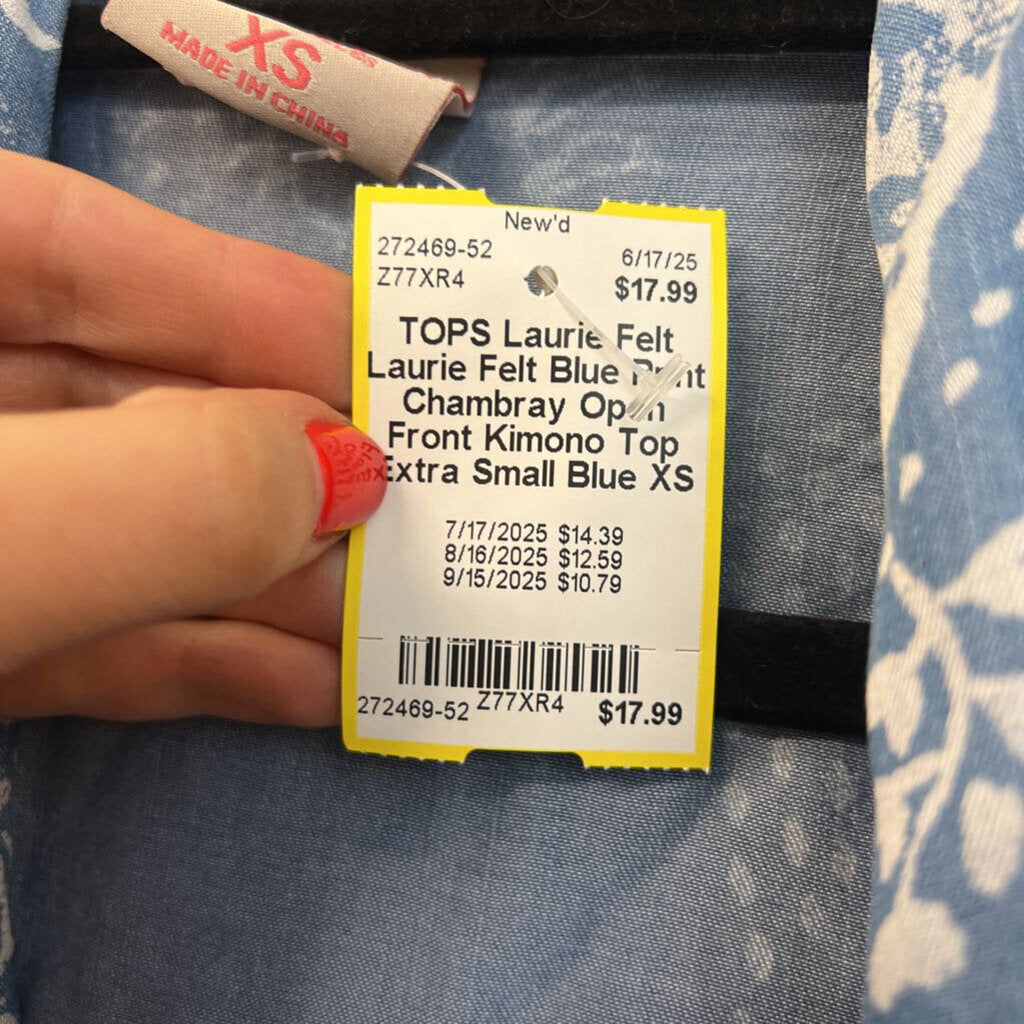 XS
MADE IN CHINA
New'd
272469-52
6/17/25
Z77XR4
$17.99
TOPS Laurie Felt
Laurie Felt Blue Print
Chambray Open
Front Kimono Top
Extra Small Blue XS
7/17/2025 $14.39
8/16/2025 $12.59
9/15/2025 $10.79
272469-52 Z77XR4 $17.99